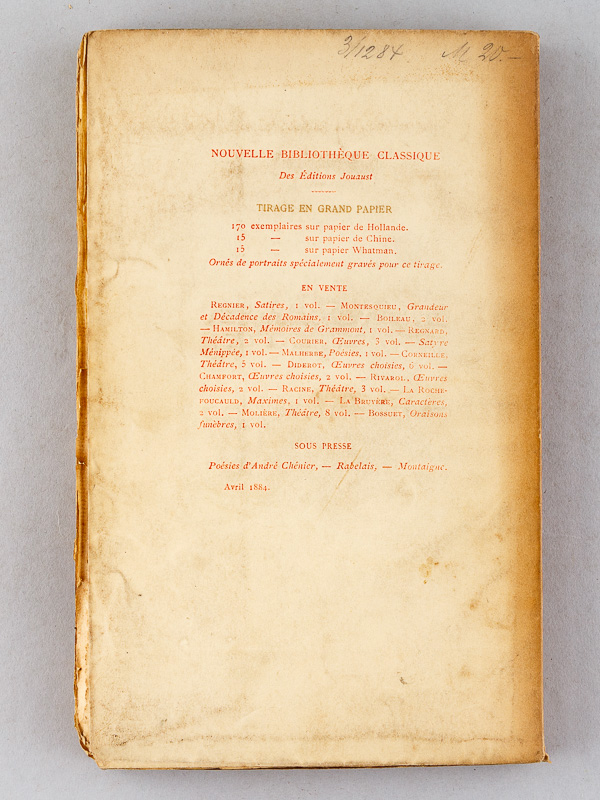 3/1284 M 20.—
NOUVELLE BIBLIOTHÈQUE CLASSIQUE
Des Éditions Jouaust
TIRAGE EN GRAND PAPIER
170 exemplaires sur papier de Hollande.
15 — sur papier de Chine.
15 — sur papier Whatman.
Ornés de portraits spécialement gravés pour ce tirage.
EN VENTE
REGNIER, Satires, 1 vol. — MONTESQUIEU, Grandeur
et Décadence des Romains, 1 vol. — BOILEAU, 2 vol.
— HAMILTON, Mémoires de Grammont, 1 vol. — REGNARD,
Théâtre, 2 vol. — COURIER, Œuvres, 3 vol. — Satyre
Ménippée, 1 vol. — MALHERBE, Poésies, 1 vol. — CORNEILLE,
Théâtre, 5 vol. — DIDEROT, Œuvres choisies, 6 vol. —
CHAMFORT, Œuvres choisies, 2 vol. — RIVAROL, Œuvres
choisies, 2 vol. — RACINE, Théâtre, 3 vol. — LA ROCHE-
FOUCAULD, Maximes, 1 vol. — LA BRUYÈRE, Caractères,
2 vol. — MOLIÈRE, Théâtre, 8 vol. — BOSSUET, Oraisons
funèbres, 1 vol.
SOUS PRESSE
Poésies d'André Chénier, — Rabelais, — Montaigne.
Avril 1884.